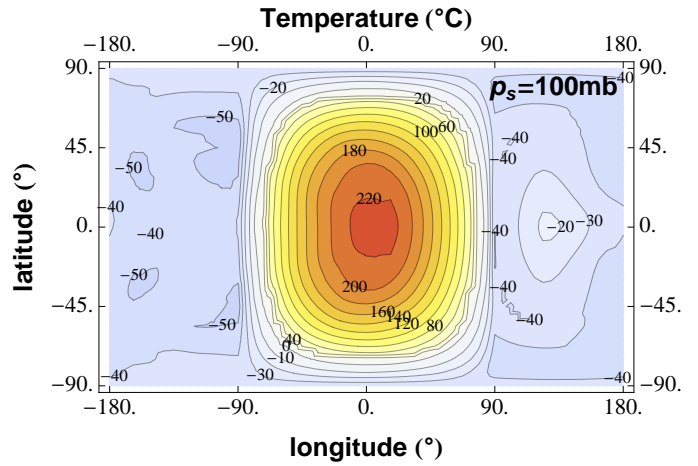 Temperature (°C)
−180. −90. 0. 90. 180.
90. −40 −20 20 p_s=100mb −40 90.
−50 100 60
45. 180 −40 45.
−50 −40
220
0. −40 −40 −40 −20 −30 0.
−50 200 −40
−45. 160 140 −40 −45.
−50 120 80
40
0
−10
−90. −40 −30 −40 −90.
−180. −90. 0. 90. 180.
latitude (°)
longitude (°)